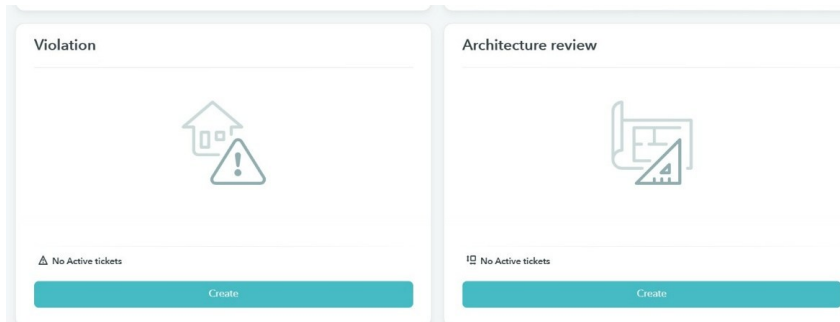 Violation
Architecture review
No Active tickets
No Active tickets
Create
Create